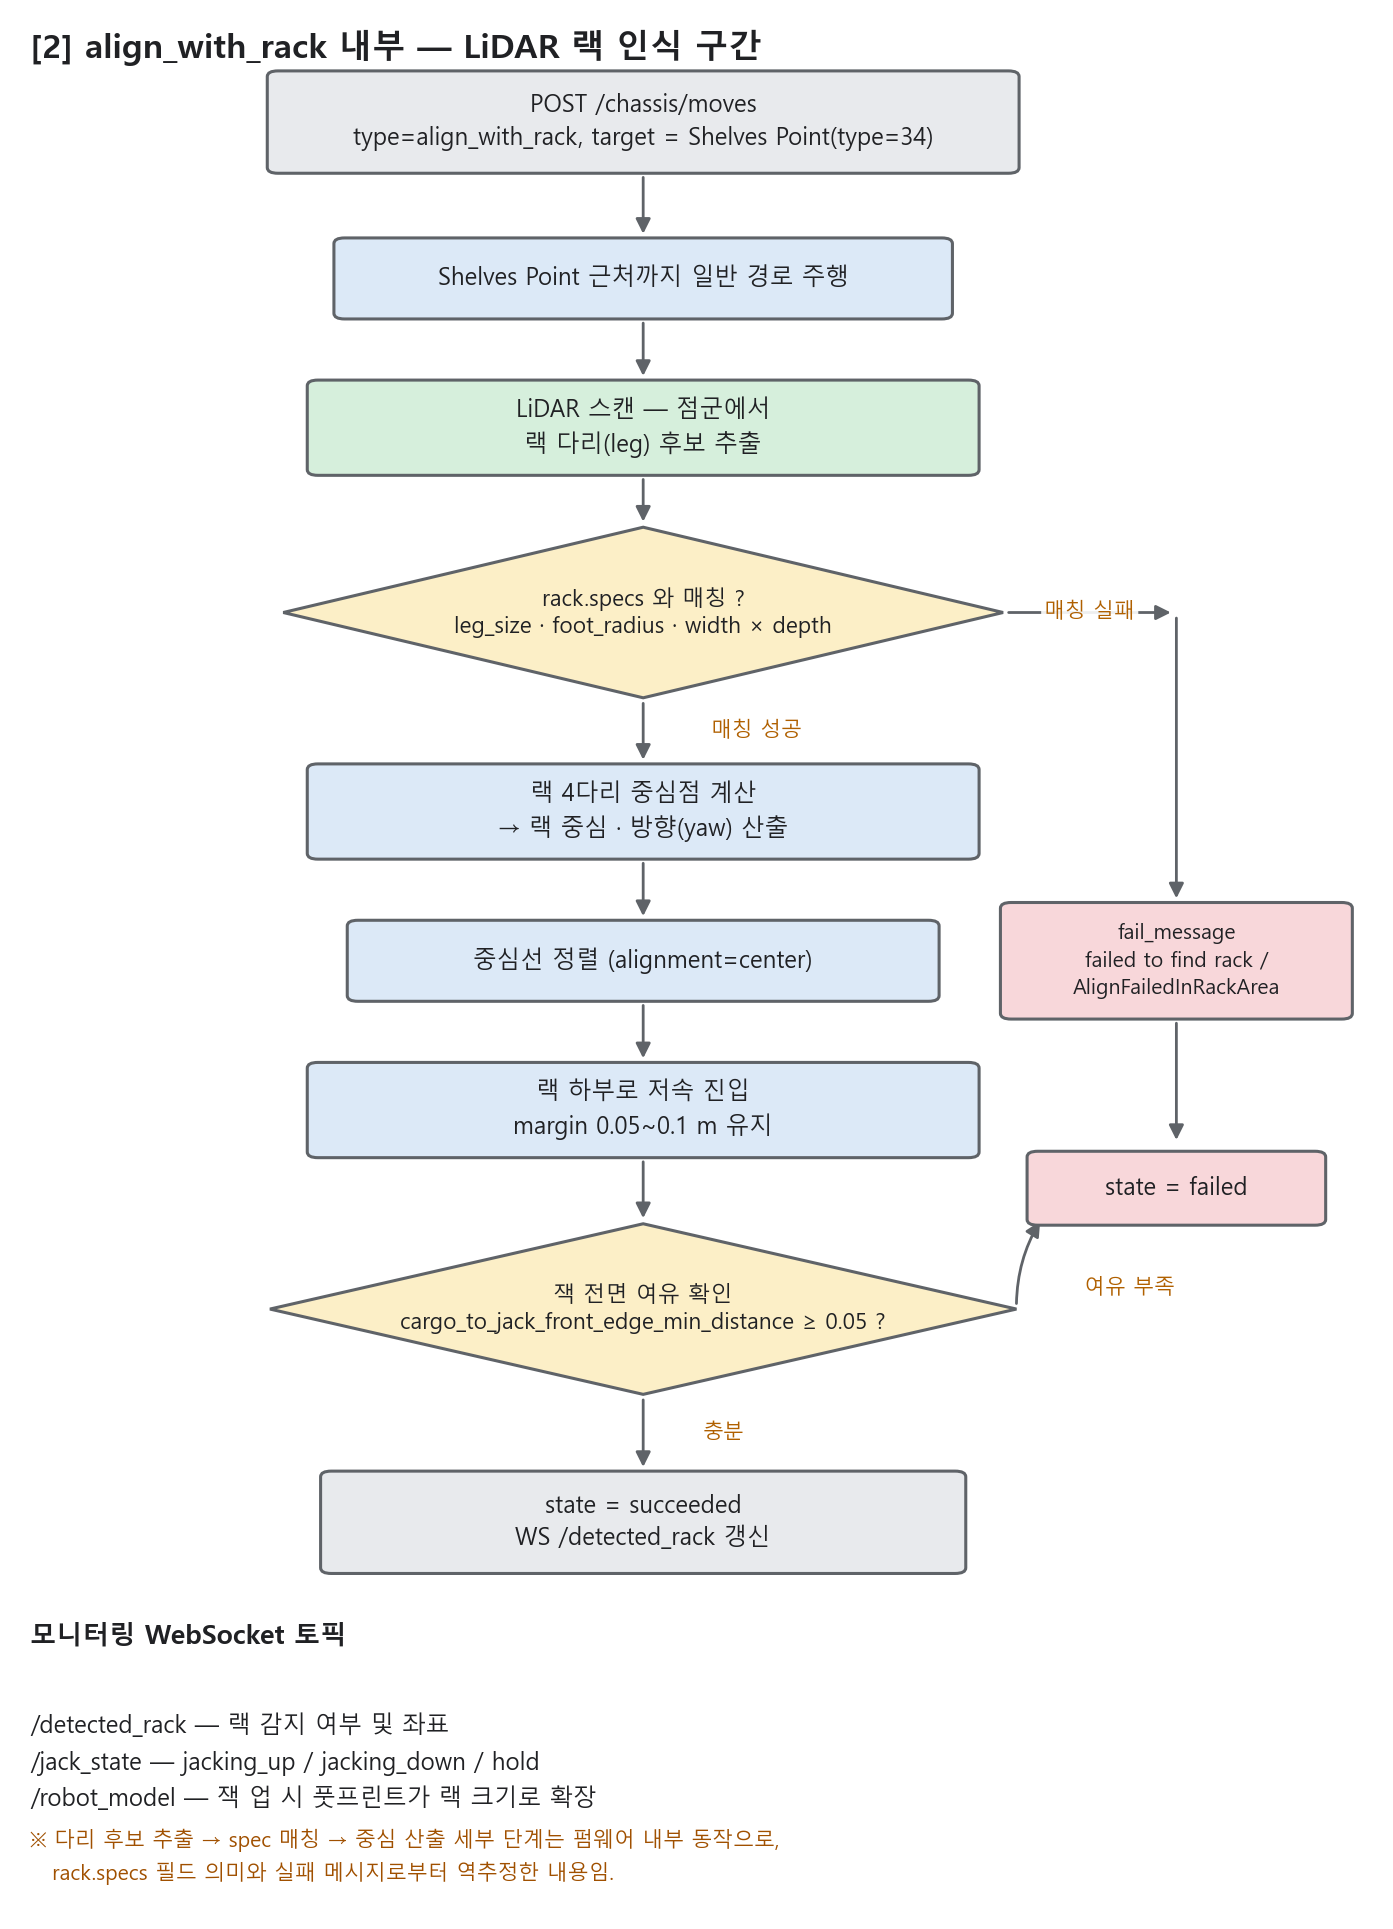 [2] align_with_rack 내부 — LiDAR 랙 인식 구간
POST /chassis/moves
type=align_with_rack, target = Shelves Point(type=34)
Shelves Point 근처까지 일반 경로 주행
LiDAR 스캔 — 점군에서
랙 다리(leg) 후보 추출
rack.specs 와 매칭 ?
leg_size · foot_radius · width × depth
매칭 실패
매칭 성공
랙 4다리 중심점 계산
→ 랙 중심 · 방향(yaw) 산출
중심선 정렬 (alignment=center)
fail_message
failed to find rack /
AlignFailedInRackArea
랙 하부로 저속 진입
margin 0.05~0.1 m 유지
state = failed
잭 전면 여유 확인
cargo_to_jack_front_edge_min_distance ≥ 0.05 ?
여유 부족
충분
state = succeeded
WS /detected_rack 갱신
모니터링 WebSocket 토픽
/detected_rack — 랙 감지 여부 및 좌표
/jack_state — jacking_up / jacking_down / hold
/robot_model — 잭 업 시 풋프린트가 랙 크기로 확장
※ 다리 후보 추출 → spec 매칭 → 중심 산출 세부 단계는 펌웨어 내부 동작으로,
rack.specs 필드 의미와 실패 메시지로부터 역추정한 내용임.